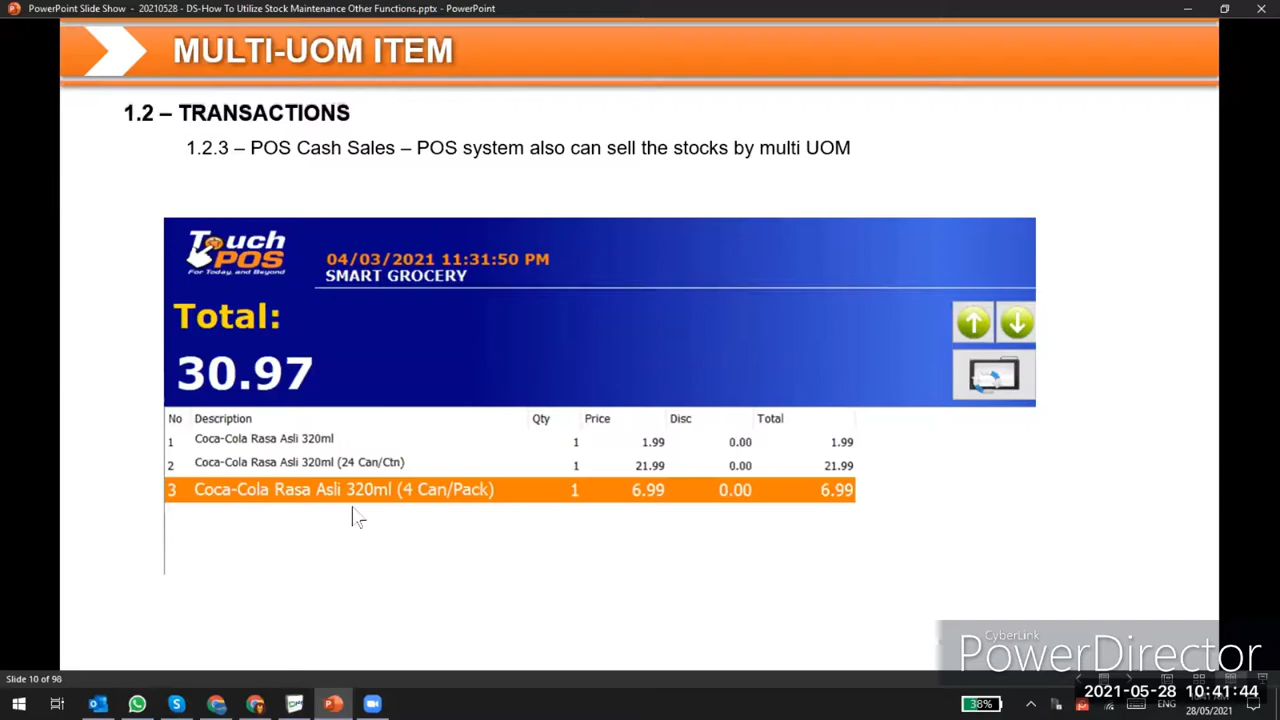 PowerPoint Slide Show - 20210528 - DS-How To Utilize Stock Maintenance Other Functions.pptx - PowerPoint
MULTI-UOM ITEM
1.2 – TRANSACTIONS
1.2.3 – POS Cash Sales – POS system also can sell the stocks by multi UOM
Touch POS
For Today, and Beyond
04/03/2021 11:31:50 PM
SMART GROCERY
Total:
30.97
No Description Qty Price Disc Total
1 Coca-Cola Rasa Asli 320ml 1 1.99 0.00 1.99
2 Coca-Cola Rasa Asli 320ml (24 Can/Ctn) 1 21.99 0.00 21.99
3 Coca-Cola Rasa Asli 320ml (4 Can/Pack) 1 6.99 0.00 6.99
CyberLink
PowerDirector
Slide 10 of 98
2021-05-28 10:41:44
38%
ENG
28/05/2021